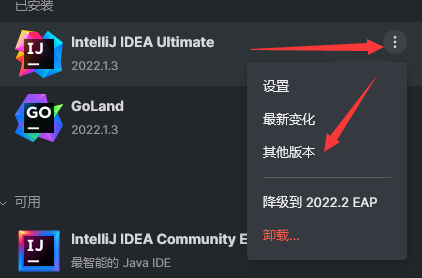 已安装
IJ
IntelliJ IDEA Ultimate
2022.1.3
设置
GO
GoLand
2022.1.3
最新变化
其他版本
可用
降级到 2022.2 EAP
IJ
IntelliJ IDEA Community E
最智能的 Java IDE
卸载...